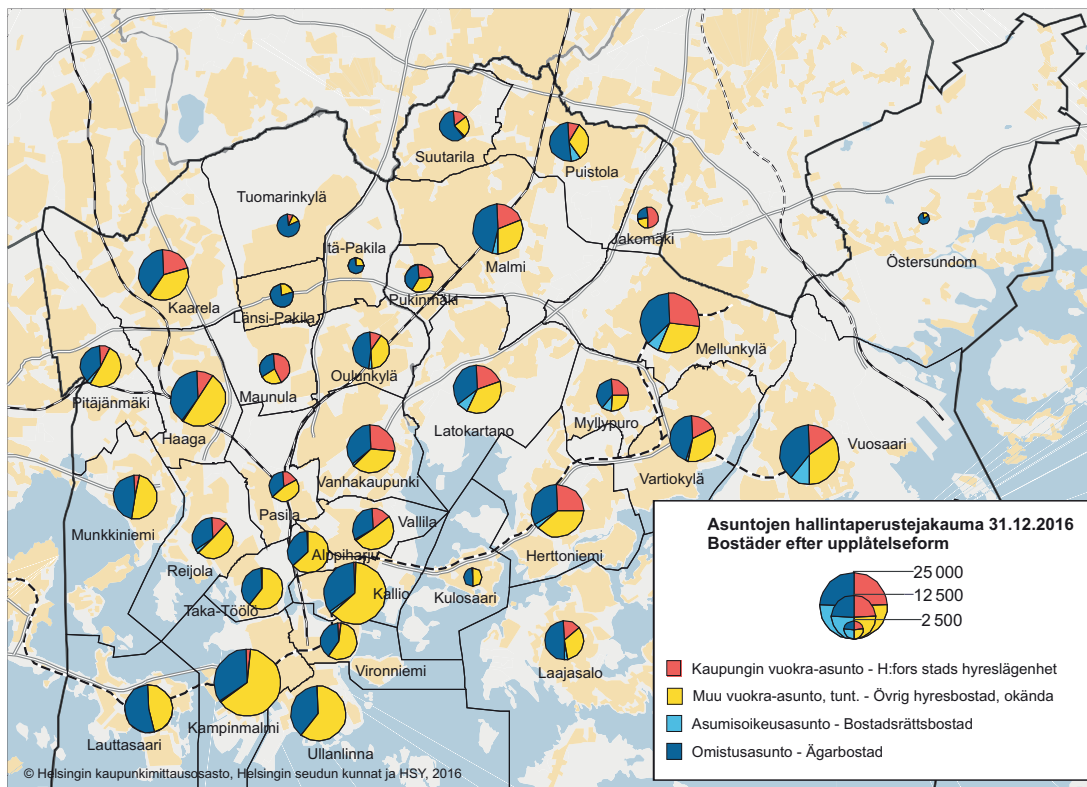 Suutarila
Puistola
Tuomarinkylä
Jakomäki
Itä-Pakila
Malmi
Östersundom
Kaarela
Pukinmäki
Länsi-Pakila
Mellunkylä
Oulunkylä
Maunula
Pitäjänmäki
Latokartano
Myllypuro
Haaga
Vuosaari
Vartiokylä
Vanhakaupunki
Pasila
Munkkiniemi
Vallila
Herttoniemi
Alppiharju
Reijola
Kallio
Kulosaari
Taka-Töölö
Vironniemi
Laajasalo
Kampinmalmi
Lauttasaari
Ullanlinna
Asuntojen hallintaperustejakauma 31.12.2016
Bostäder efter upplåtelseform
25 000
12 500
2 500
Kaupungin vuokra-asunto - H:fors stads hyreslägenhet
Muu vuokra-asunto, tunt. - Övrig hyresbostad, okända
Asumisoikeusasunto - Bostadsrättsbostad
Omistusasunto - Ägarbostad
© Helsingin kaupunkimittausosasto, Helsingin seudun kunnat ja HSY, 2016